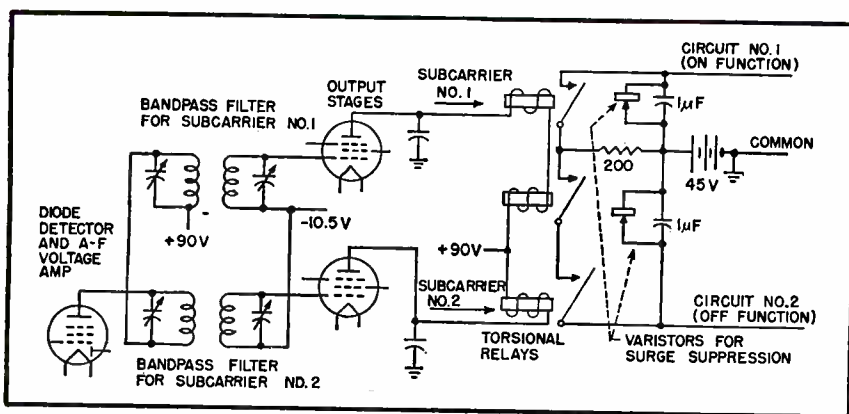 CIRCUIT NO.1
(ON FUNCTION)
SUBCARRIER
NO.1
OUTPUT
STAGES
BANDPASS FILTER
FOR SUBCARRIER NO.1
1µF
COMMON
200
45V
DIODE
DETECTOR
AND A-F
VOLTAGE
AMP
+90V
-10.5V
1µF
+90V
SUBCARRIER
NO.2
CIRCUIT NO.2
(OFF FUNCTION)
TORSIONAL
RELAYS
VARISTORS FOR
SURGE SUPPRESSION
BANDPASS FILTER
FOR SUBCARRIER NO.2